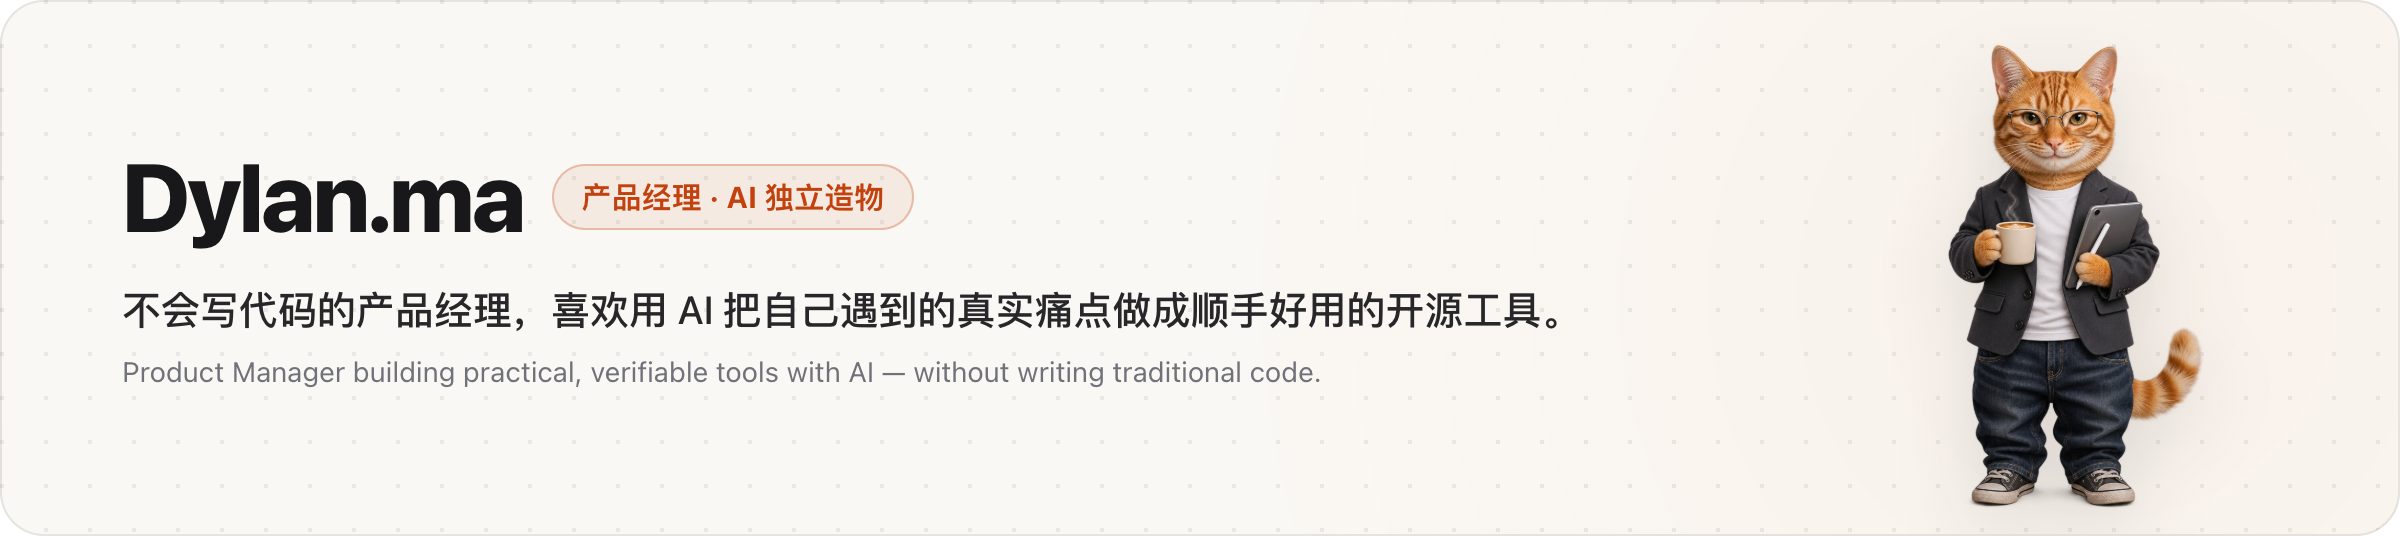 Dylan.ma
产品经理 · AI 独立造物
不会写代码的产品经理，喜欢用 AI 把自己遇到的真实痛点做成顺手好用的开源工具。
Product Manager building practical, verifiable tools with AI — without writing traditional code.